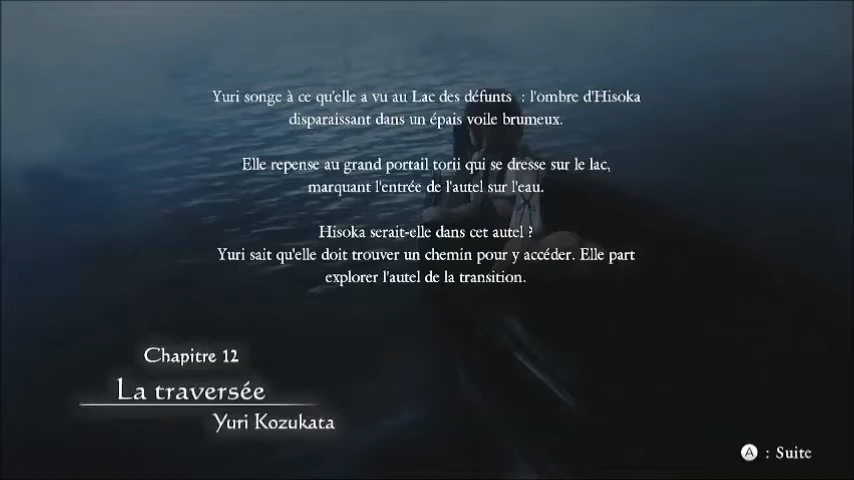 Yuri songe à ce qu'elle a vu au Lac des défunts : l'ombre d'Hisoka
disparaissant dans un épais voile brumeux.
Elle repense au grand portail torii qui se dresse sur le lac,
marquant l'entrée de l'autel sur l'eau.
Hisoka serait-elle dans cet autel ?
Yuri sait qu'elle doit trouver un chemin pour y accéder. Elle part
explorer l'autel de la transition.
Chapitre 12
La traversée
Yuri Kozukata
A : Suite